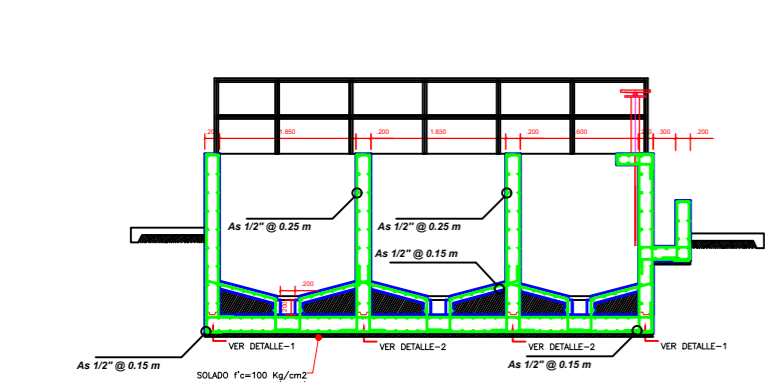 .20 1.850 .200 1.830 .200 .600 .20 .300 .200
As 1/2" @ 0.25 m As 1/2" @ 0.25 m
As 1/2" @ 0.15 m
.200
VER DETALLE-1 VER DETALLE-2 VER DETALLE-2 VER DETALLE-1
As 1/2" @ 0.15 m As 1/2" @ 0.15 m
SOLADO f'c=100 Kg/cm2